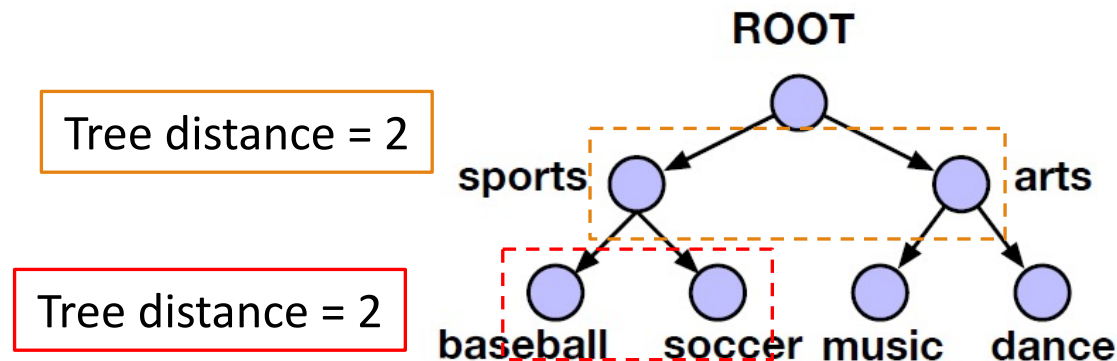 ROOT
Tree distance = 2
sports
arts
Tree distance = 2
baseball
soccer
music
dance